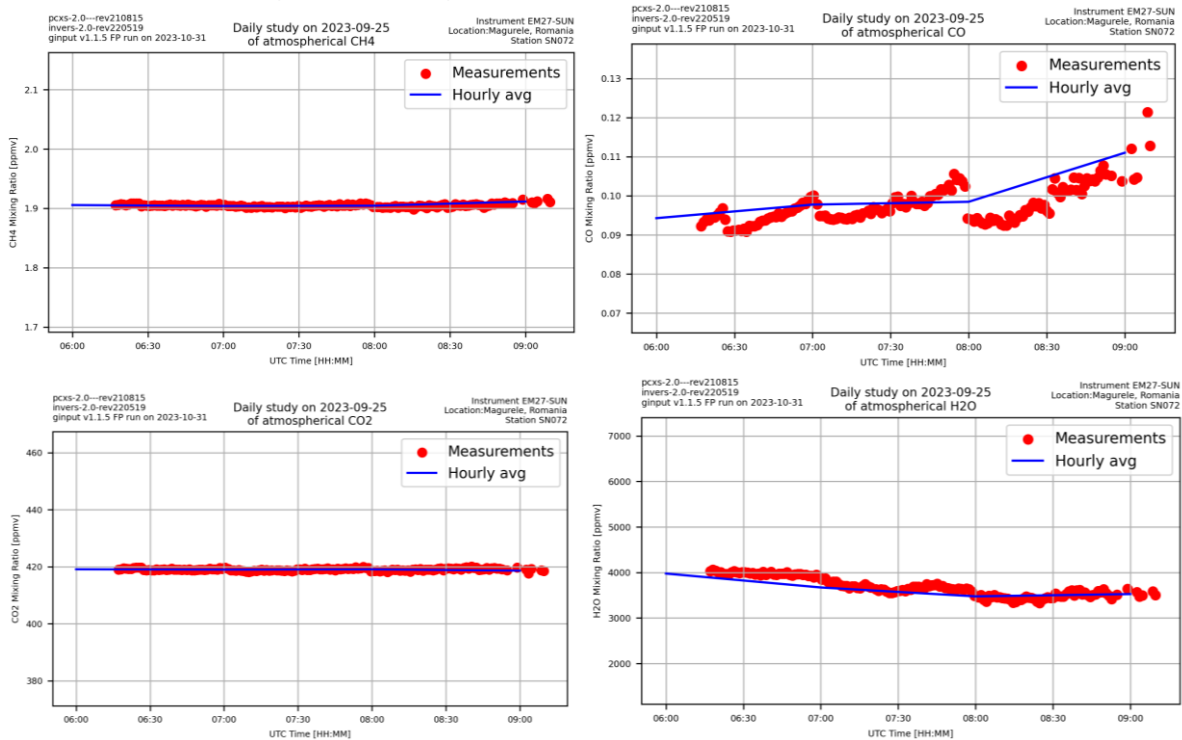 pcxs-2.0---rev210815
invers-2.0-rev220519
ginput v1.1.5 FP run on 2023-10-31
Daily study on 2023-09-25
of atmospherical CH4
Instrument EM27-SUN
Location:Magurele, Romania
Station SN072
Measurements
Hourly avg
CH4 Mixing Ratio [ppmv]
2.1
2.0
1.9
1.8
1.7
06:00 06:30 07:00 07:30 08:00 08:30 09:00
UTC Time [HH:MM]
pcxs-2.0---rev210815
invers-2.0-rev220519
ginput v1.1.5 FP run on 2023-10-31
Daily study on 2023-09-25
of atmospherical CO
Instrument EM27-SUN
Location:Magurele, Romania
Station SN072
Measurements
Hourly avg
CO Mixing Ratio [ppmv]
0.13
0.12
0.11
0.10
0.09
0.08
0.07
06:00 06:30 07:00 07:30 08:00 08:30 09:00
UTC Time [HH:MM]
pcxs-2.0---rev210815
invers-2.0-rev220519
ginput v1.1.5 FP run on 2023-10-31
Daily study on 2023-09-25
of atmospherical CO2
Instrument EM27-SUN
Location:Magurele, Romania
Station SN072
Measurements
Hourly avg
CO2 Mixing Ratio [ppmv]
460
440
420
400
380
06:00 06:30 07:00 07:30 08:00 08:30 09:00
UTC Time [HH:MM]
pcxs-2.0---rev210815
invers-2.0-rev220519
ginput v1.1.5 FP run on 2023-10-31
Daily study on 2023-09-25
of atmospherical H2O
Instrument EM27-SUN
Location:Magurele, Romania
Station SN072
Measurements
Hourly avg
H2O Mixing Ratio [ppmv]
7000
6000
5000
4000
3000
2000
06:00 06:30 07:00 07:30 08:00 08:30 09:00
UTC Time [HH:MM]